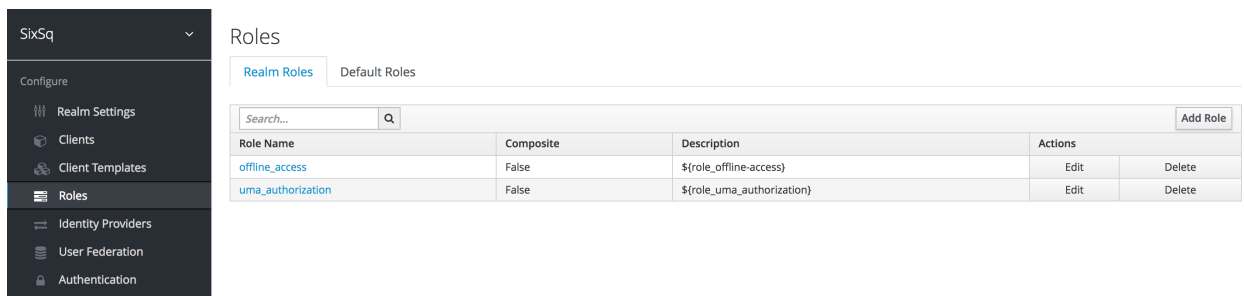 SixSq
Configure
Realm Settings
Clients
Client Templates
Roles
Identity Providers
User Federation
Authentication
Roles
Realm Roles Default Roles
Search... Add Role
Role Name Composite Description Actions
offline_access False ${role_offline-access} Edit Delete
uma_authorization False ${role_uma_authorization} Edit Delete